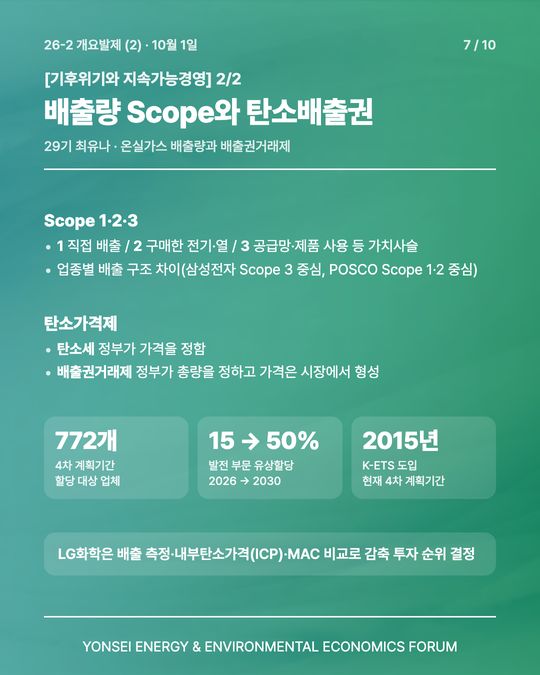 26-2 개요발제 (2) · 10월 1일
7 / 10
[기후위기와 지속가능경영] 2/2
배출량 Scope와 탄소배출권
29기 최유나 · 온실가스 배출량과 배출권거래제
Scope 1·2·3
• 1 직접 배출 / 2 구매한 전기·열 / 3 공급망·제품 사용 등 가치사슬
• 업종별 배출 구조 차이(삼성전자 Scope 3 중심, POSCO Scope 1·2 중심)
탄소가격제
• 탄소세 정부가 가격을 정함
• 배출권거래제 정부가 총량을 정하고 가격은 시장에서 형성
772개
4차 계획기간
할당 대상 업체
15 → 50%
발전 부문 유상할당
2026 → 2030
2015년
K-ETS 도입
현재 4차 계획기간
LG화학은 배출 측정·내부탄소가격(ICP)·MAC 비교로 감축 투자 순위 결정
YONSEI ENERGY & ENVIRONMENTAL ECONOMICS FORUM